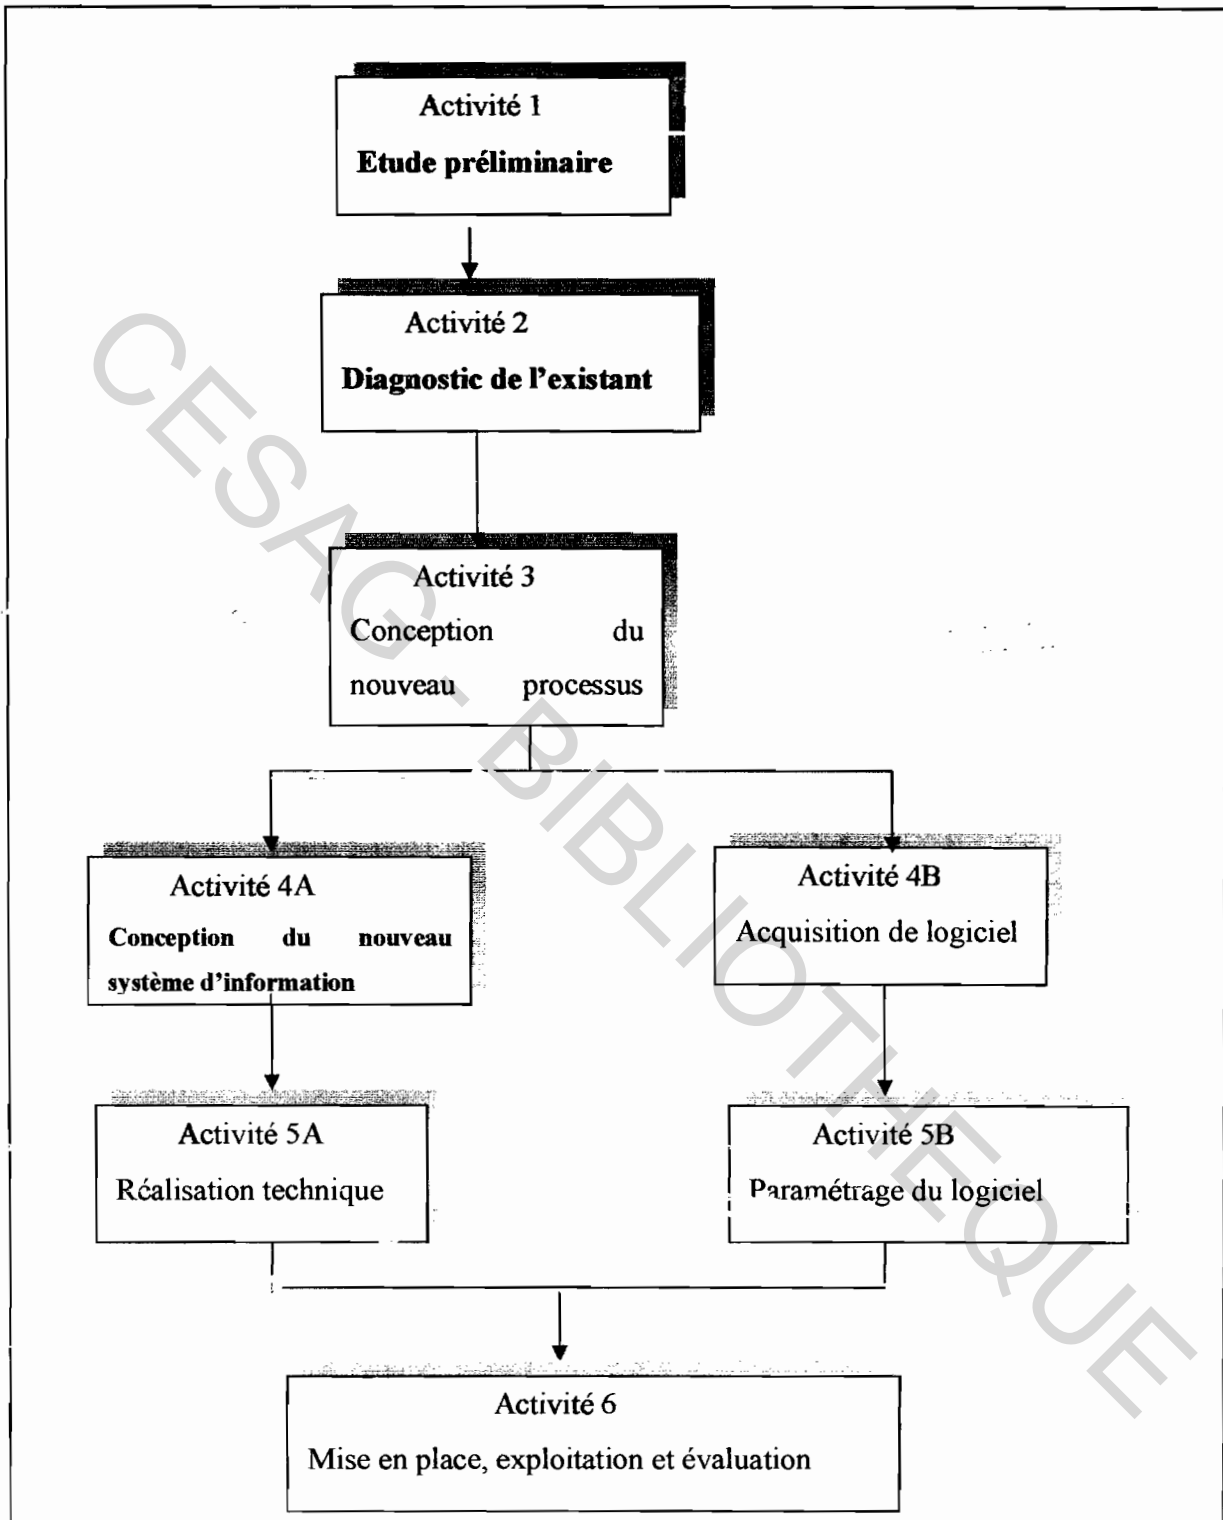 Activité 1
Etude préliminaire
Activité 2
Diagnostic de l'existant
Activité 3
Conception du
nouveau processus
Activité 4A
Conception du nouveau
système d'information
Activité 4B
Acquisition de logiciel
Activité 5A
Réalisation technique
Activité 5B
Paramétrage du logiciel
Activité 6
Mise en place, exploitation et évaluation
CESAG - BIBLIOTHEQUE